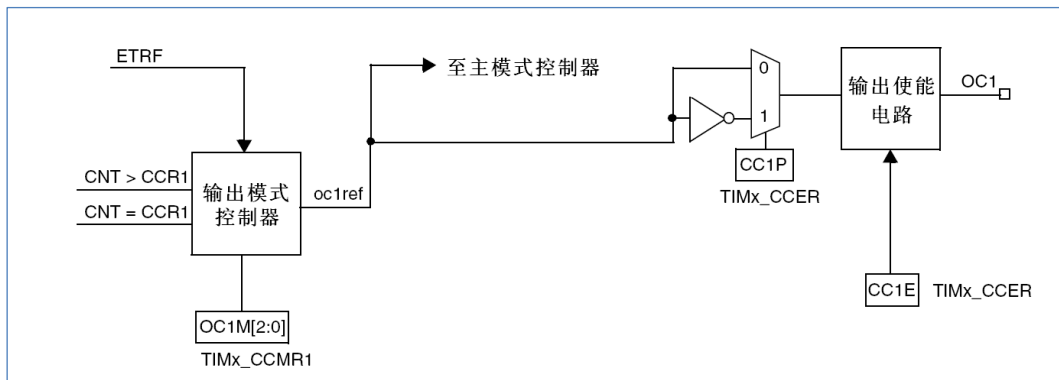 ETRF
至主模式控制器
0
1
输出使能
电路
OC1
CC1P
TIMx_CCER
CNT > CCR1
CNT = CCR1
输出模式
控制器
oc1ref
CC1E
TIMx_CCER
OC1M[2:0]
TIMx_CCMR1